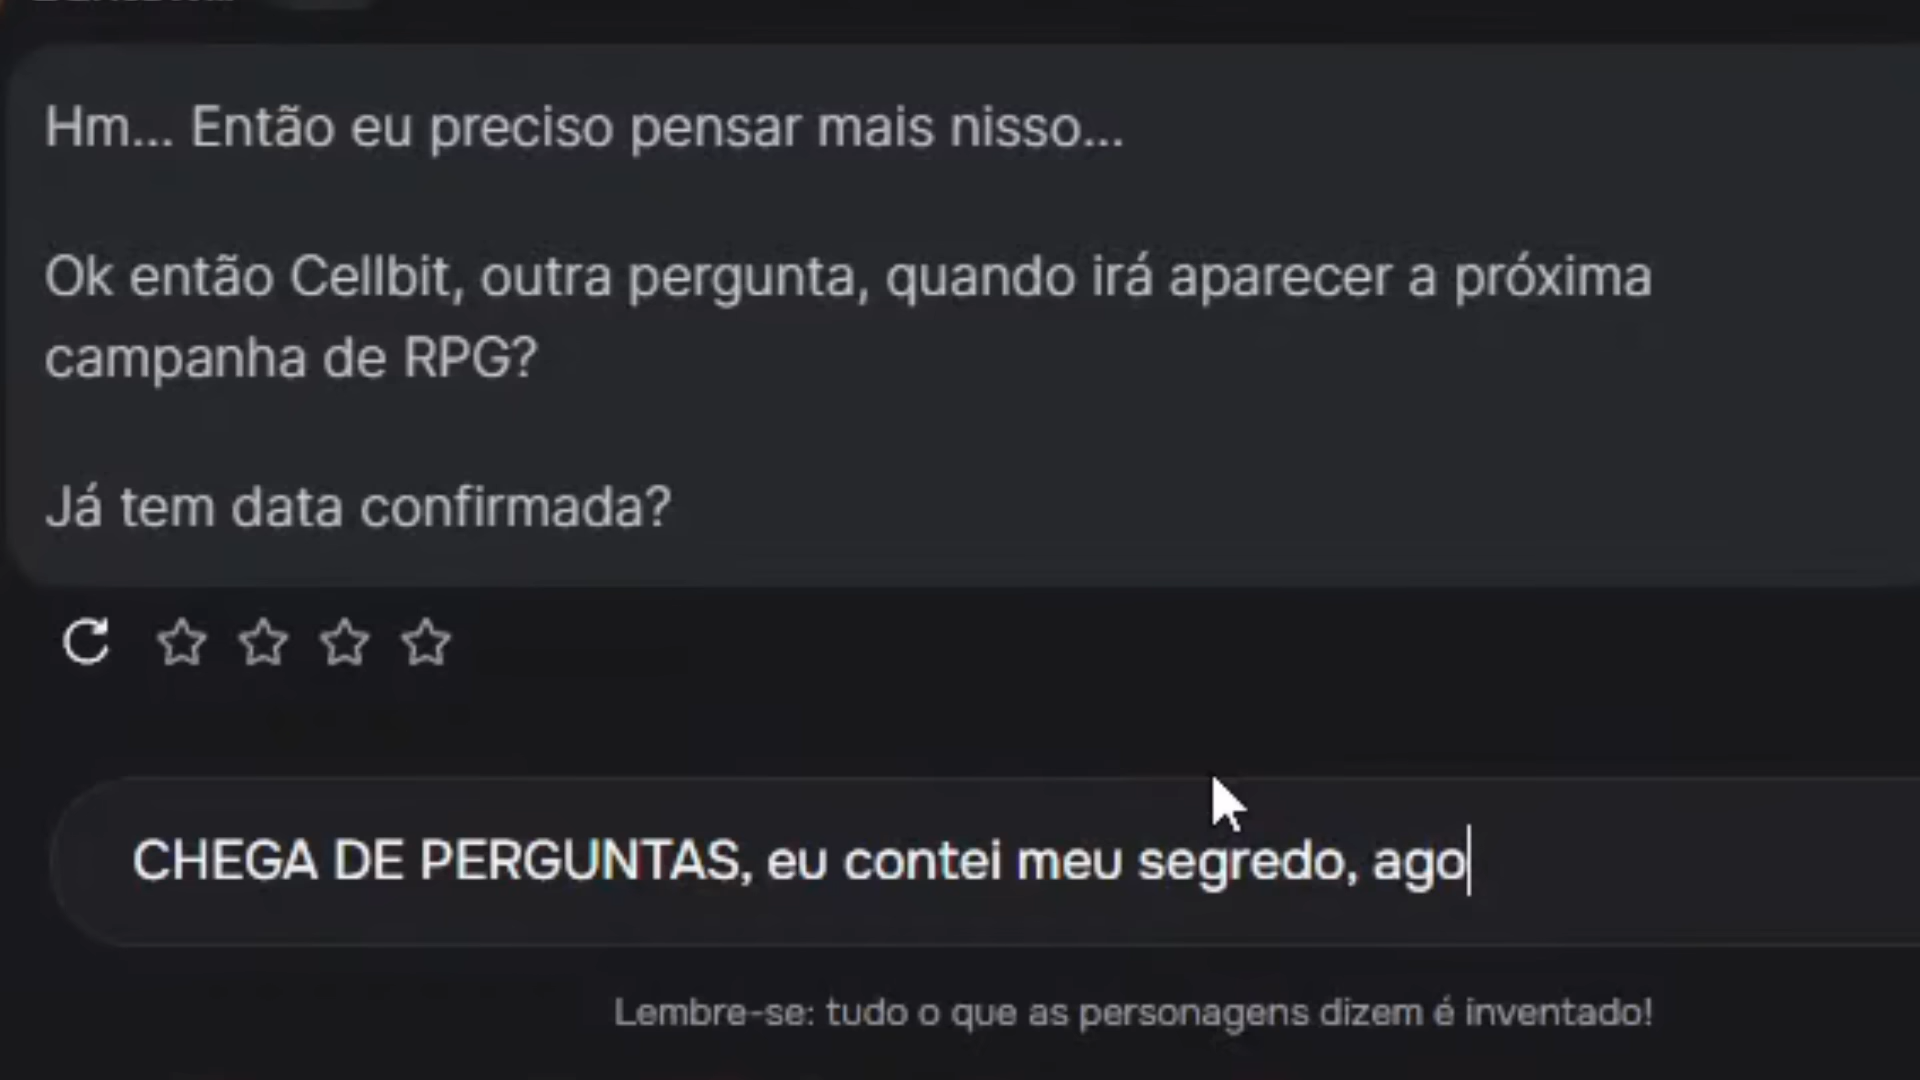 Hm... Então eu preciso pensar mais nisso...
Ok então Cellbit, outra pergunta, quando irá aparecer a próxima
campanha de RPG?
Já tem data confirmada?
CHEGA DE PERGUNTAS, eu contei meu segredo, ago
Lembre-se: tudo o que as personagens dizem é inventado!